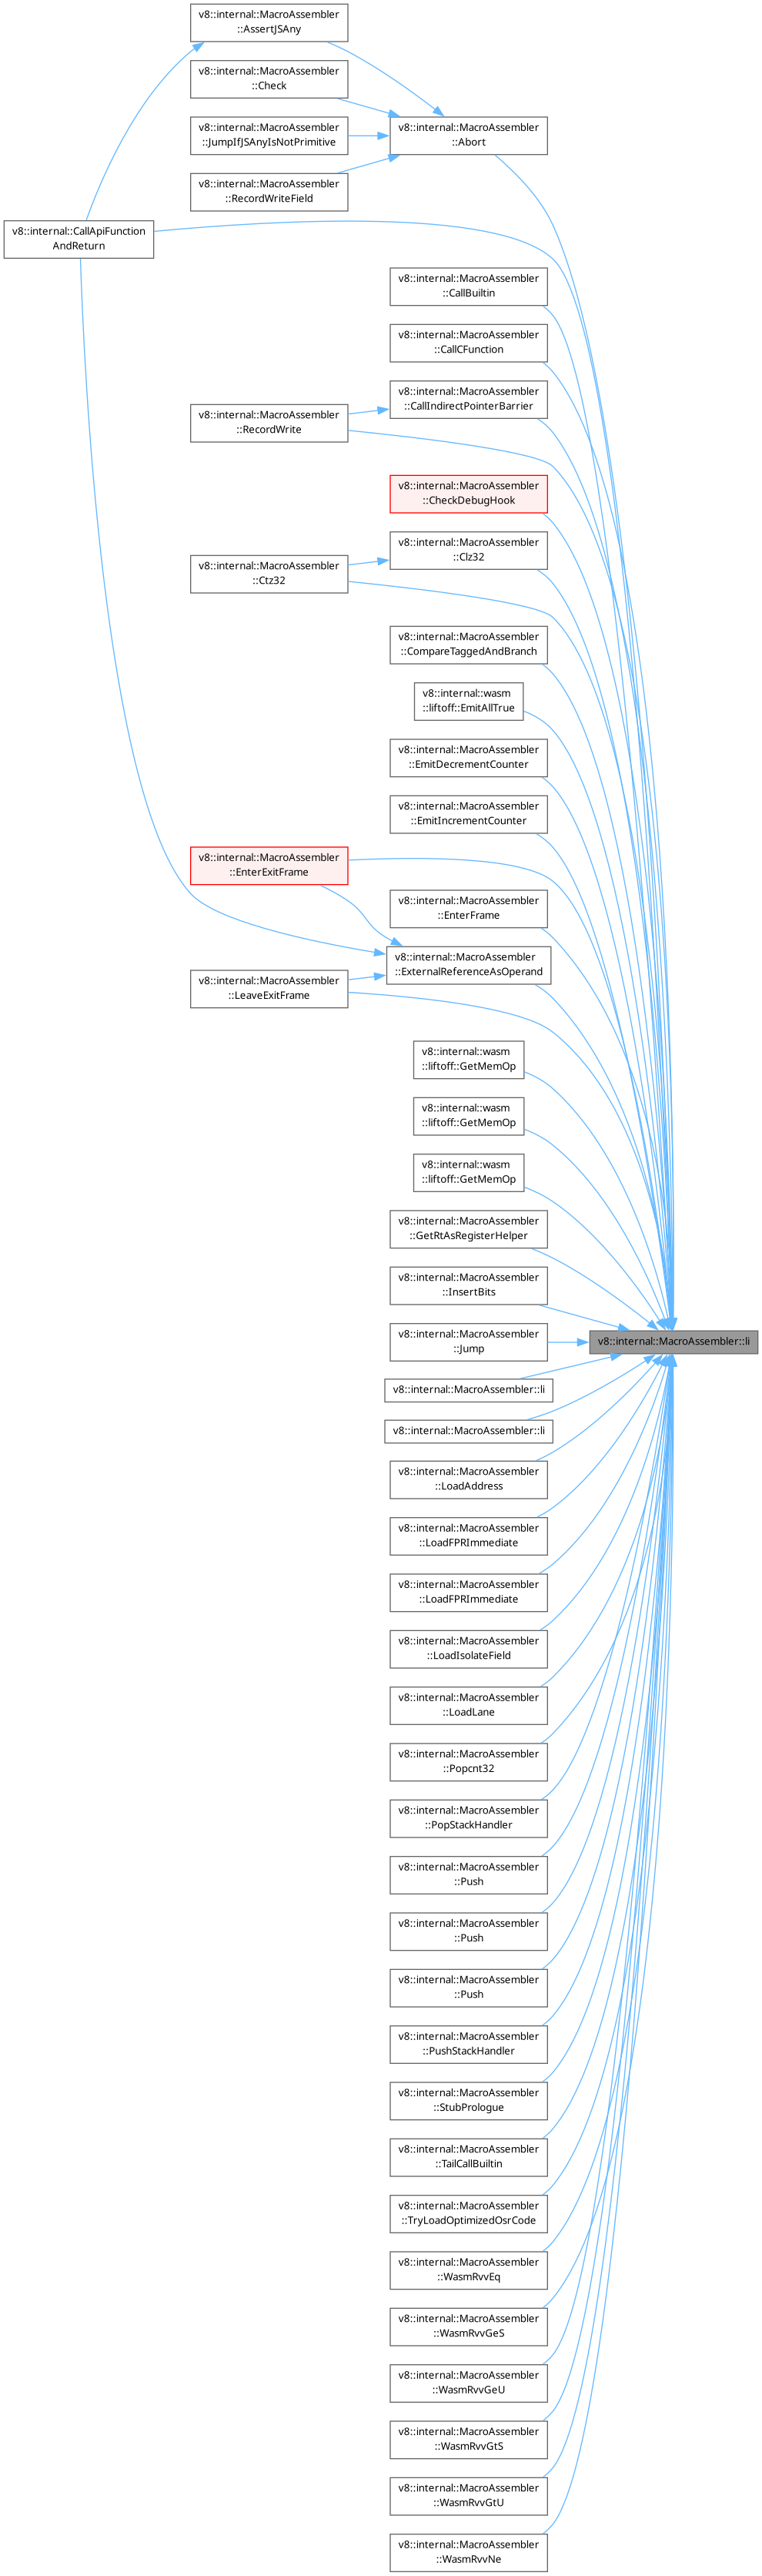 v8::internal::MacroAssembler
::AssertJSAny
v8::internal::MacroAssembler
::Check
v8::internal::MacroAssembler
::JumpIfJSAnyIsNotPrimitive
v8::internal::MacroAssembler
::RecordWriteField
v8::internal::MacroAssembler
::Abort
v8::internal::CallApiFunction
AndReturn
v8::internal::MacroAssembler
::CallBuiltin
v8::internal::MacroAssembler
::CallCFunction
v8::internal::MacroAssembler
::CallIndirectPointerBarrier
v8::internal::MacroAssembler
::RecordWrite
v8::internal::MacroAssembler
::CheckDebugHook
v8::internal::MacroAssembler
::Clz32
v8::internal::MacroAssembler
::Ctz32
v8::internal::MacroAssembler
::CompareTaggedAndBranch
v8::internal::wasm
::liftoff::EmitAllTrue
v8::internal::MacroAssembler
::EmitDecrementCounter
v8::internal::MacroAssembler
::EmitIncrementCounter
v8::internal::MacroAssembler
::EnterExitFrame
v8::internal::MacroAssembler
::EnterFrame
v8::internal::MacroAssembler
::ExternalReferenceAsOperand
v8::internal::MacroAssembler
::LeaveExitFrame
v8::internal::wasm
::liftoff::GetMemOp
v8::internal::wasm
::liftoff::GetMemOp
v8::internal::wasm
::liftoff::GetMemOp
v8::internal::MacroAssembler
::GetRtAsRegisterHelper
v8::internal::MacroAssembler
::InsertBits
v8::internal::MacroAssembler::li
v8::internal::MacroAssembler
::Jump
v8::internal::MacroAssembler::li
v8::internal::MacroAssembler::li
v8::internal::MacroAssembler
::LoadAddress
v8::internal::MacroAssembler
::LoadFPRImmediate
v8::internal::MacroAssembler
::LoadFPRImmediate
v8::internal::MacroAssembler
::LoadIsolateField
v8::internal::MacroAssembler
::LoadLane
v8::internal::MacroAssembler
::Popcnt32
v8::internal::MacroAssembler
::PopStackHandler
v8::internal::MacroAssembler
::Push
v8::internal::MacroAssembler
::Push
v8::internal::MacroAssembler
::Push
v8::internal::MacroAssembler
::PushStackHandler
v8::internal::MacroAssembler
::StubPrologue
v8::internal::MacroAssembler
::TailCallBuiltin
v8::internal::MacroAssembler
::TryLoadOptimizedOsrCode
v8::internal::MacroAssembler
::WasmRvvEq
v8::internal::MacroAssembler
::WasmRvvGeS
v8::internal::MacroAssembler
::WasmRvvGeU
v8::internal::MacroAssembler
::WasmRvvGtS
v8::internal::MacroAssembler
::WasmRvvGtU
v8::internal::MacroAssembler
::WasmRvvNe